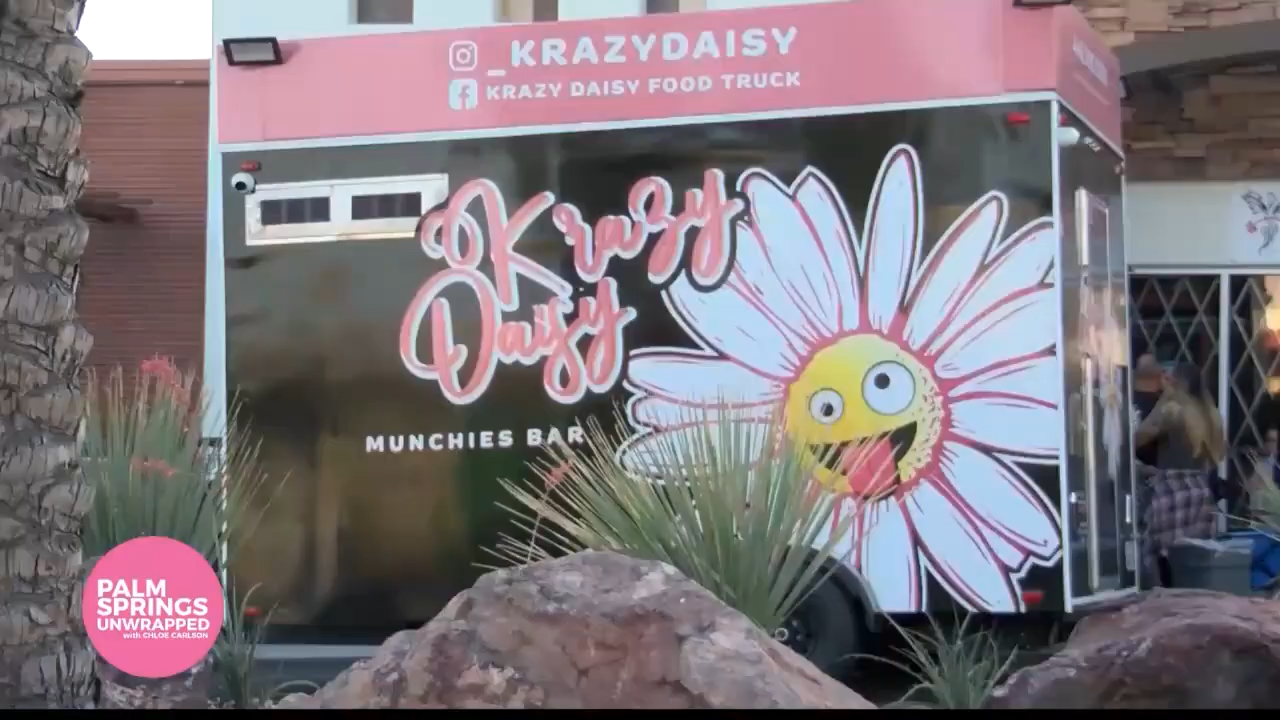 _KRAZYDAISY
KRAZY DAISY FOOD TRUCK
Krazy
Daisy
MUNCHIES BAR
PALM
SPRINGS
UNWRAPPED
with CHLOE CARLSON